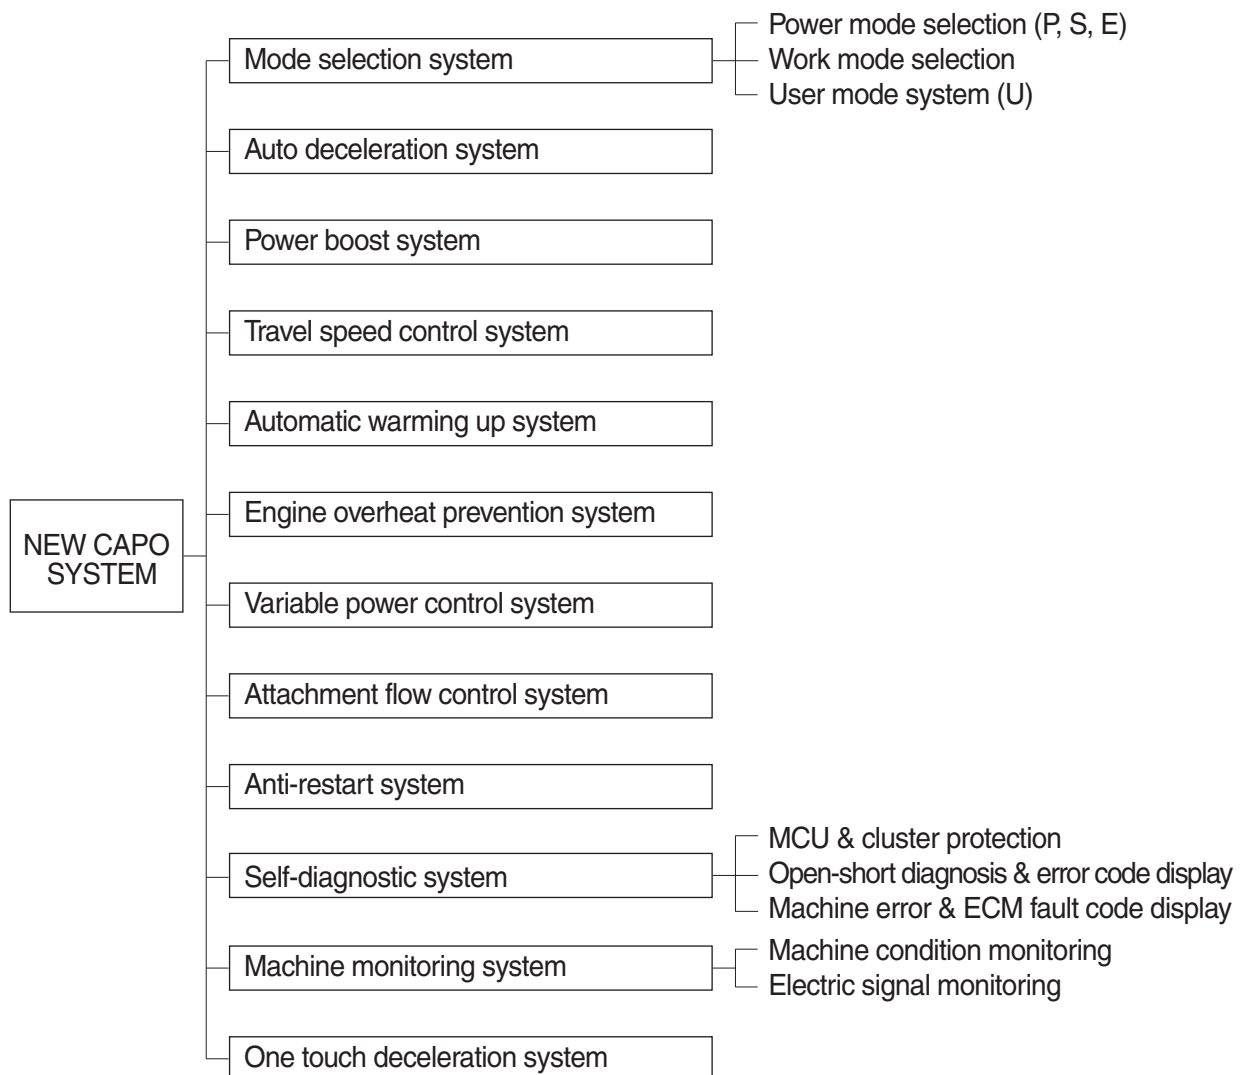 Power mode selection (P, S, E)
Mode selection system
Work mode selection
User mode system (U)
Auto deceleration system
Power boost system
Travel speed control system
Automatic warming up system
Engine overheat prevention system
NEW CAPO
SYSTEM
Variable power control system
Attachment flow control system
Anti-restart system
MCU & cluster protection
Self-diagnostic system
Open-short diagnosis & error code display
Machine error & ECM fault code display
Machine monitoring system
Machine condition monitoring
Electric signal monitoring
One touch deceleration system